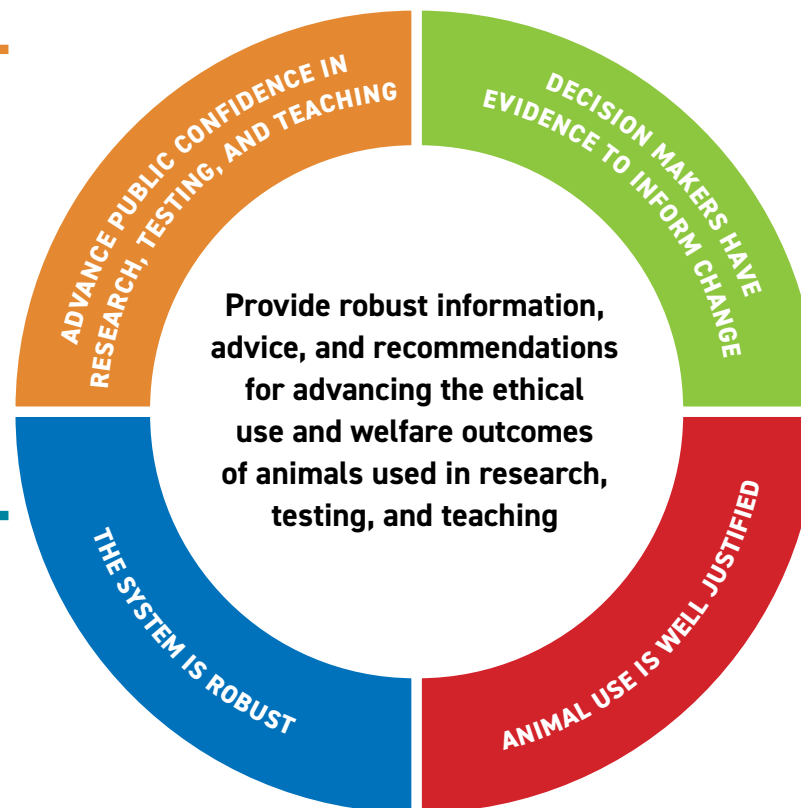 ADVANCE PUBLIC CONFIDENCE IN
RESEARCH, TESTING, AND TEACHING
DECISION MAKERS HAVE
EVIDENCE TO INFORM CHANGE
Provide robust information,
advice, and recommendations
for advancing the ethical
use and welfare outcomes
of animals used in research,
testing, and teaching
THE SYSTEM IS ROBUST
ANIMAL USE IS WELL JUSTIFIED